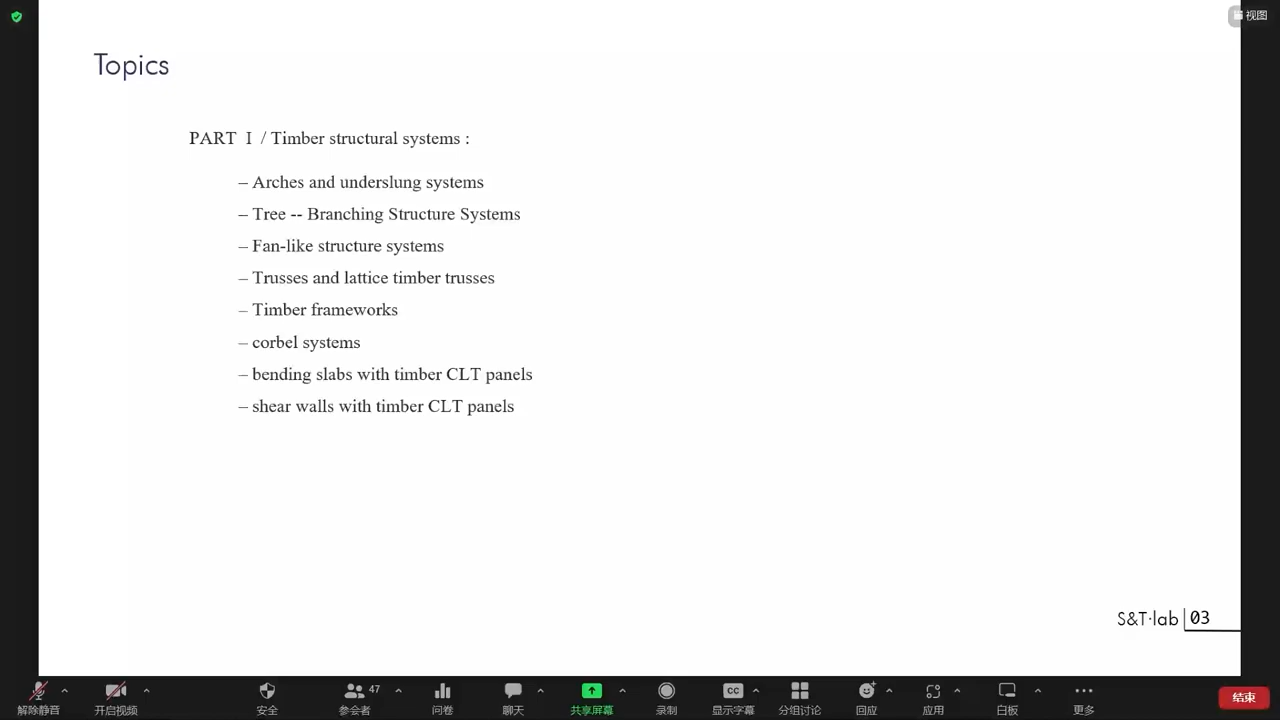 视图
Topics
PART I / Timber structural systems :
– Arches and underslung systems
– Tree -- Branching Structure Systems
– Fan-like structure systems
– Trusses and lattice timber trusses
– Timber frameworks
– corbel systems
– bending slabs with timber CLT panels
– shear walls with timber CLT panels
S&T·lab 03
47
CC
解除静音 开启视频 安全 参会者 问卷 聊天 共享屏幕 录制 显示字幕 分组讨论 回应 应用 白板 更多 结束